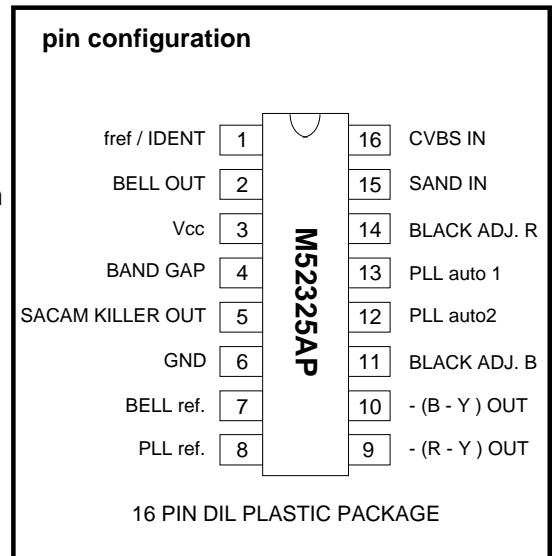 pin configuration
fref / IDENT 1 16 CVBS IN
BELL OUT 2 15 SAND IN
Vcc 3 14 BLACK ADJ. R
BAND GAP 4 13 PLL auto 1
SACAM KILLER OUT 5 12 PLL auto2
GND 6 11 BLACK ADJ. B
BELL ref. 7 10 - (B - Y ) OUT
PLL ref. 8 9 - (R - Y ) OUT
M52325AP
16 PIN DIL PLASTIC PACKAGE